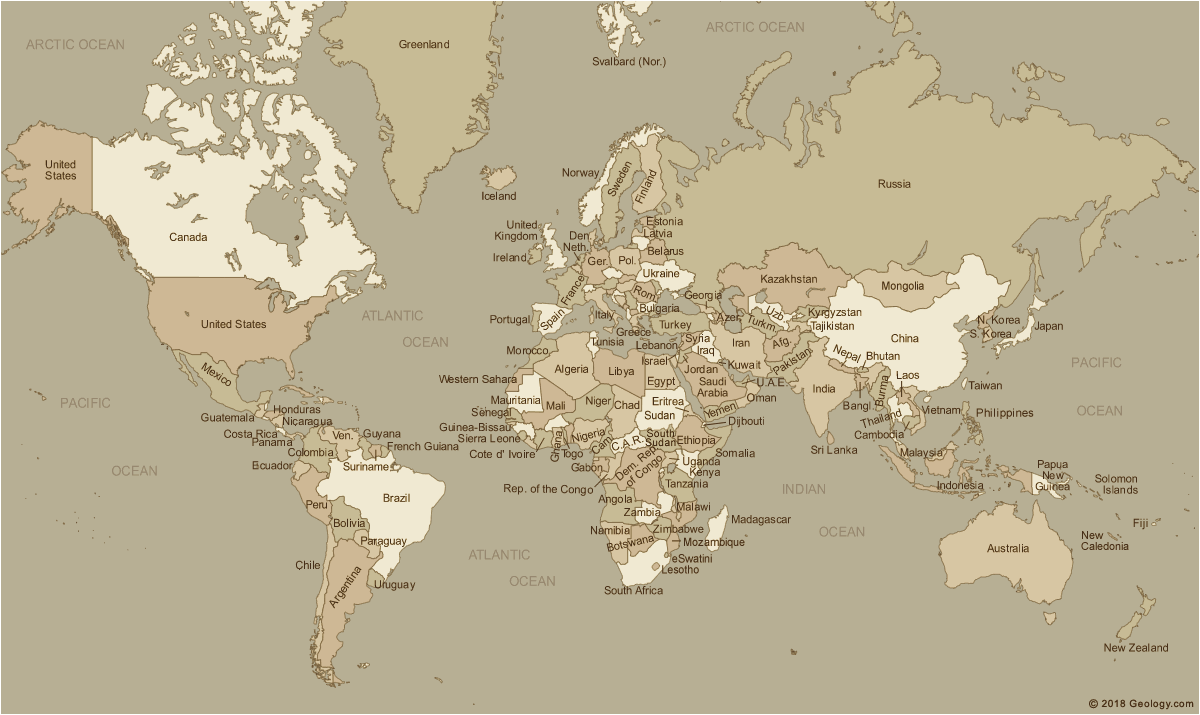 ARCTIC OCEAN
Greenland
Svalbard (Nor.)
ARCTIC OCEAN
United
States
Canada
Iceland
Norway
Sweden
Finland
Russia
United
Kingdom
Ireland
Den.
Neth.
Estonia
Latvia
Belarus
Ger.
Pol.
Ukraine
Kazakhstan
Mongolia
France
Rom.
Bulgaria
Georgia
Azer.
Uzb
Turkm.
Kyrgyzstan
Tajikistan
United States
ATLANTIC
OCEAN
Portugal
Spain
Italy
Greece
Turkey
China
N. Korea
S. Korea
Japan
PACIFIC
OCEAN
Morocco
Tunisia
Lebanon
Israel
Syria
Iraq
Iran
Afg.
Pakistan
Nepal
Bhutan
Laos
Taiwan
Mexico
PACIFIC
OCEAN
Western Sahara
Algeria
Libya
Egypt
Jordan
Kuwait
Saudi
Arabia
U.A.E.
Oman
Yemen
India
Bangl.
Burma
Thailand
Vietnam
Cambodia
Philippines
Guatemala
Honduras
Nicaragua
Costa Rica
Panama
Mauritania
Mali
Niger
Chad
Eritrea
Sudan
Senegal
Guinea-Bissau
Sierra Leone
Cote d' Ivoire
Ghana
Togo
Nigeria
Cam.
C.A.R.
South
Sudan
Ethiopia
Djibouti
Somalia
Ven.
Guyana
French Guiana
Colombia
Suriname
Ecuador
Brazil
Peru
Bolivia
Paraguay
Chile
Argentina
Uruguay
Gabon
Rep. of the Congo
Dem. Rep.
of Congo
Uganda
Kenya
Tanzania
Angola
Zambia
Malawi
Namibia
Botswana
Zimbabwe
Mozambique
Madagascar
eSwatini
Lesotho
South Africa
ATLANTIC
OCEAN
INDIAN
OCEAN
Sri Lanka
Malaysia
Indonesia
Papua
New
Guinea
Solomon
Islands
Fiji
New
Caledonia
Australia
New Zealand
© 2018 Geology.com